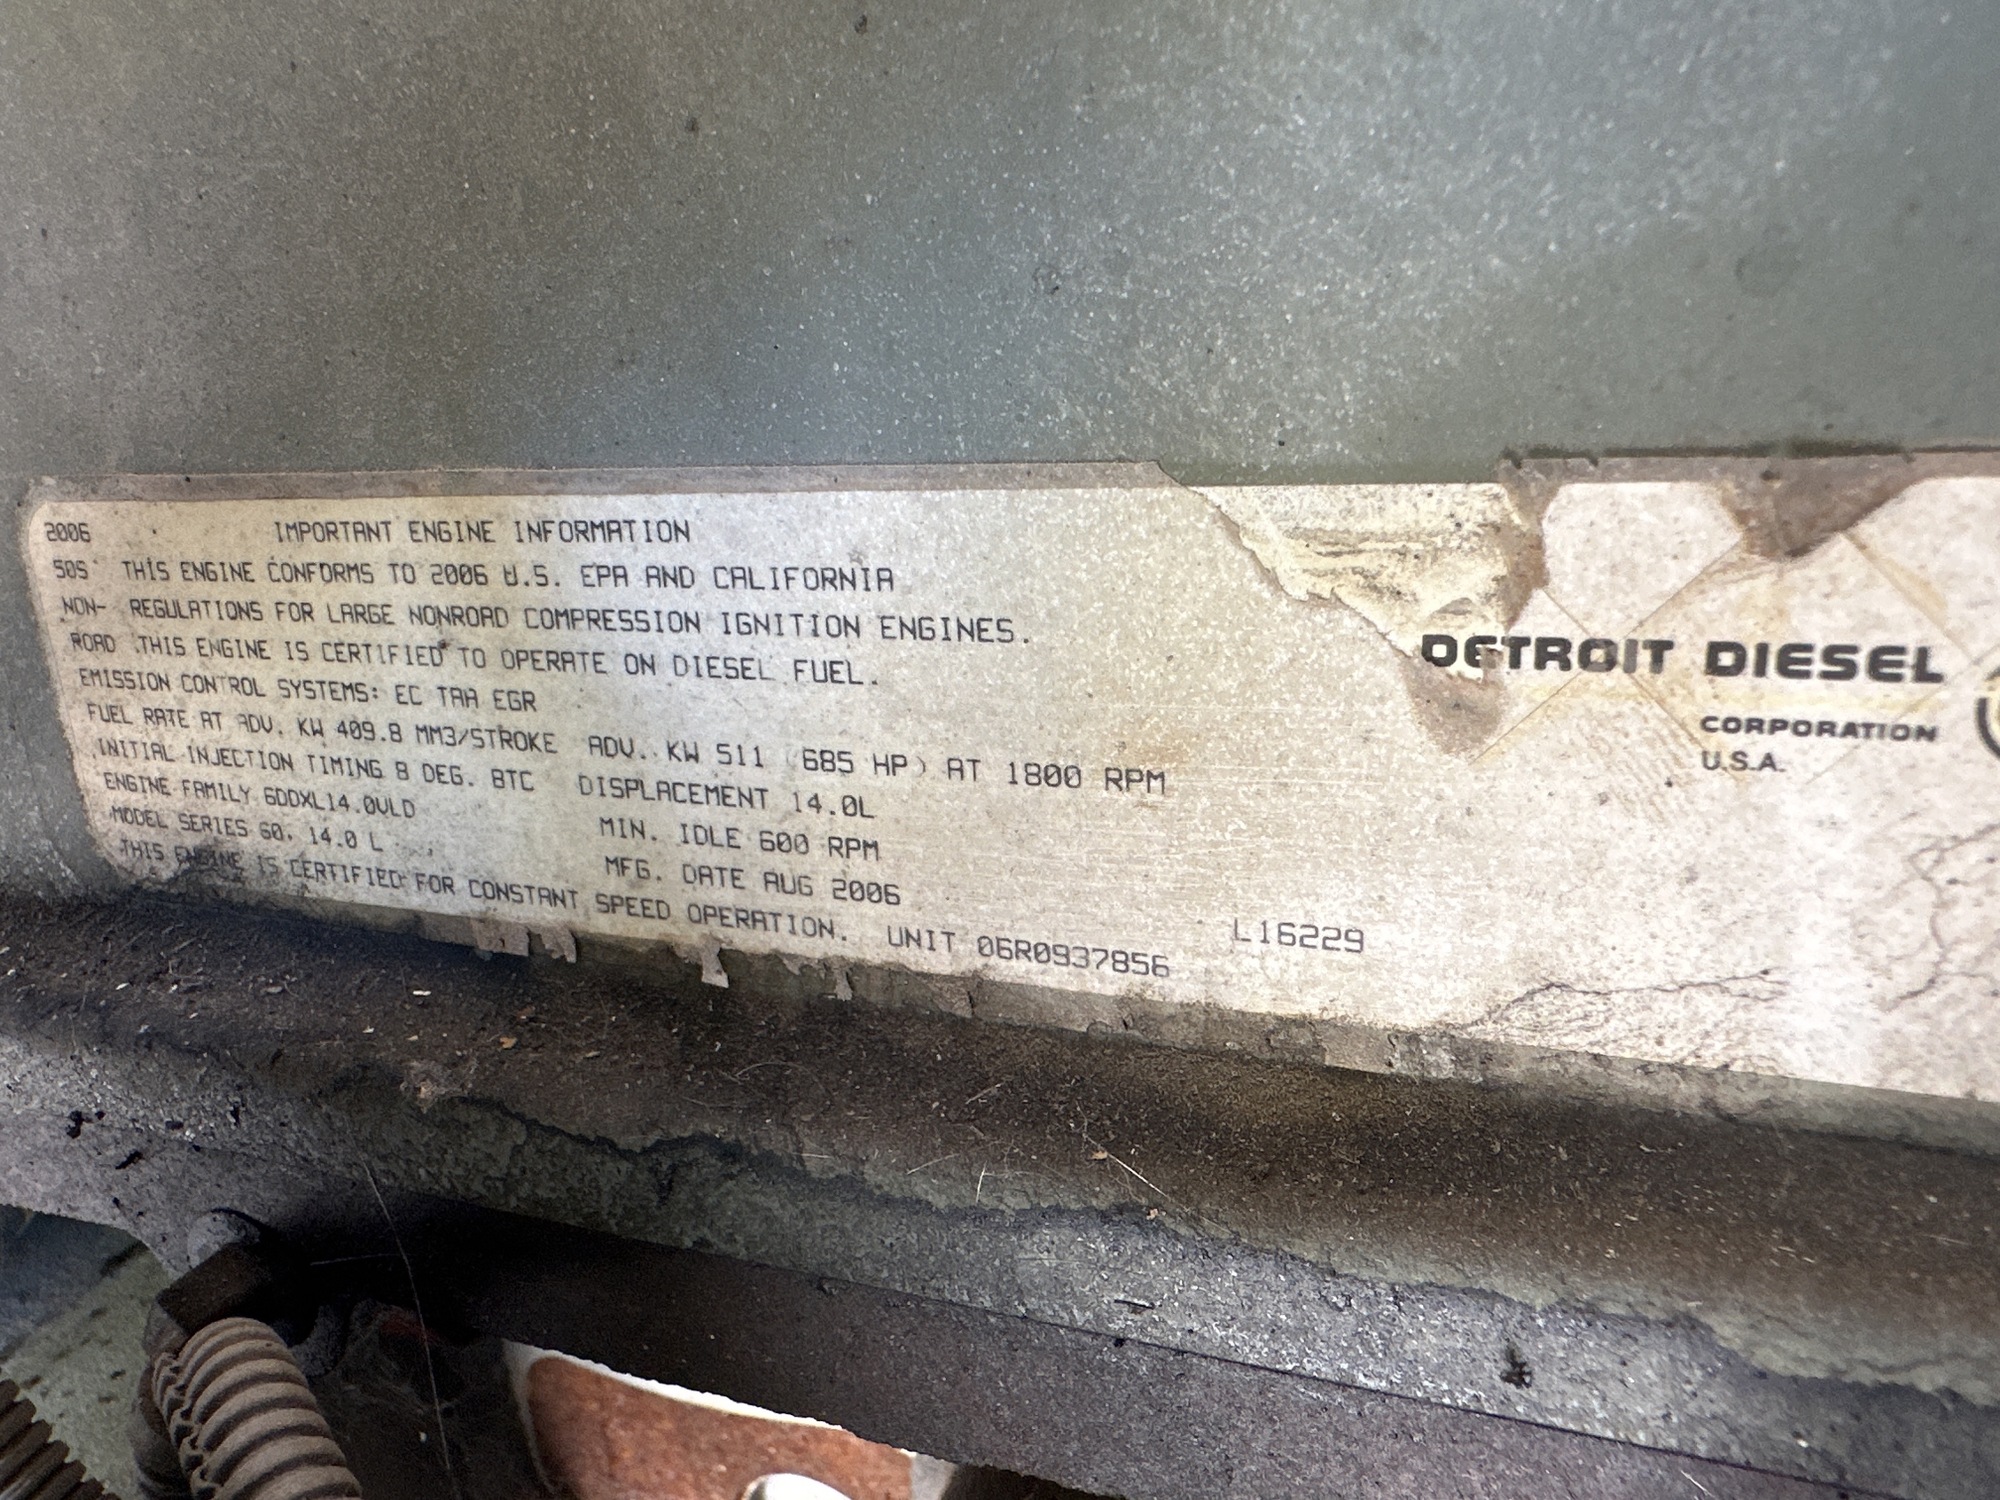 2006 IMPORTANT ENGINE INFORMATION
50S THIS ENGINE CONFORMS TO 2006 U.S. EPA AND CALIFORNIA
NON- REGULATIONS FOR LARGE NONROAD COMPRESSION IGNITION ENGINES.
ROAD THIS ENGINE IS CERTIFIED TO OPERATE ON DIESEL FUEL.
EMISSION CONTROL SYSTEMS: EC TAA EGR
FUEL RATE AT ADV. KW 409.8 MM3/STROKE ADV. KW 511 (685 HP) AT 1800 RPM
INITIAL INJECTION TIMING 8 DEG. BTC DISPLACEMENT 14.0L
ENGINE FAMILY 6DDXL14.0VLD MIN. IDLE 600 RPM
MODEL SERIES 60, 14.0 L MFG. DATE AUG 2006
THIS ENGINE IS CERTIFIED FOR CONSTANT SPEED OPERATION. UNIT 06R0937856 L16229
DETROIT DIESEL
CORPORATION
U.S.A.